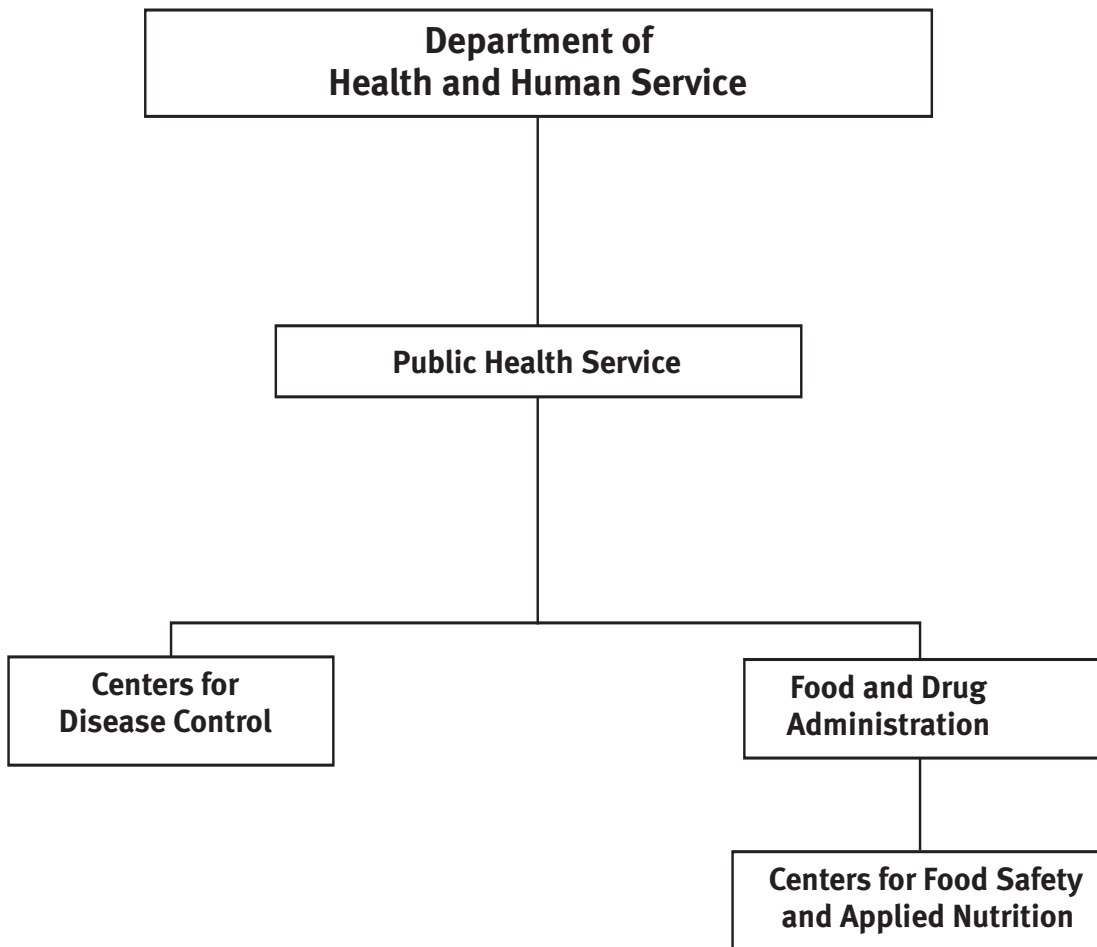 Department of
Health and Human Service
Public Health Service
Centers for
Disease Control
Food and Drug
Administration
Centers for Food Safety
and Applied Nutrition